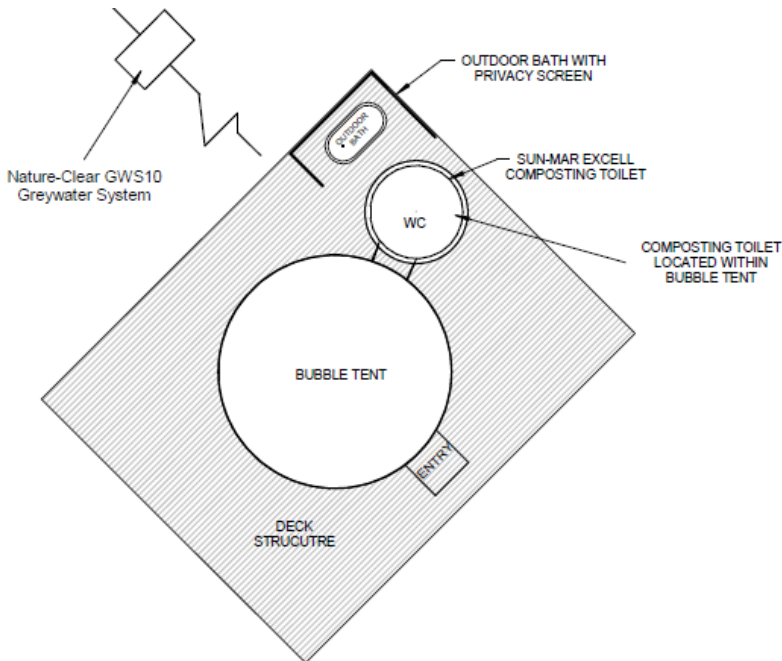 OUTDOOR BATH WITH
PRIVACY SCREEN
OUTDOOR
BATH
SUN-MAR EXCELL
COMPOSTING TOILET
Nature-Clear GWS10
Greywater System
WC
COMPOSTING TOILET
LOCATED WITHIN
BUBBLE TENT
BUBBLE TENT
ENTRY
DECK
STRUCUTRE